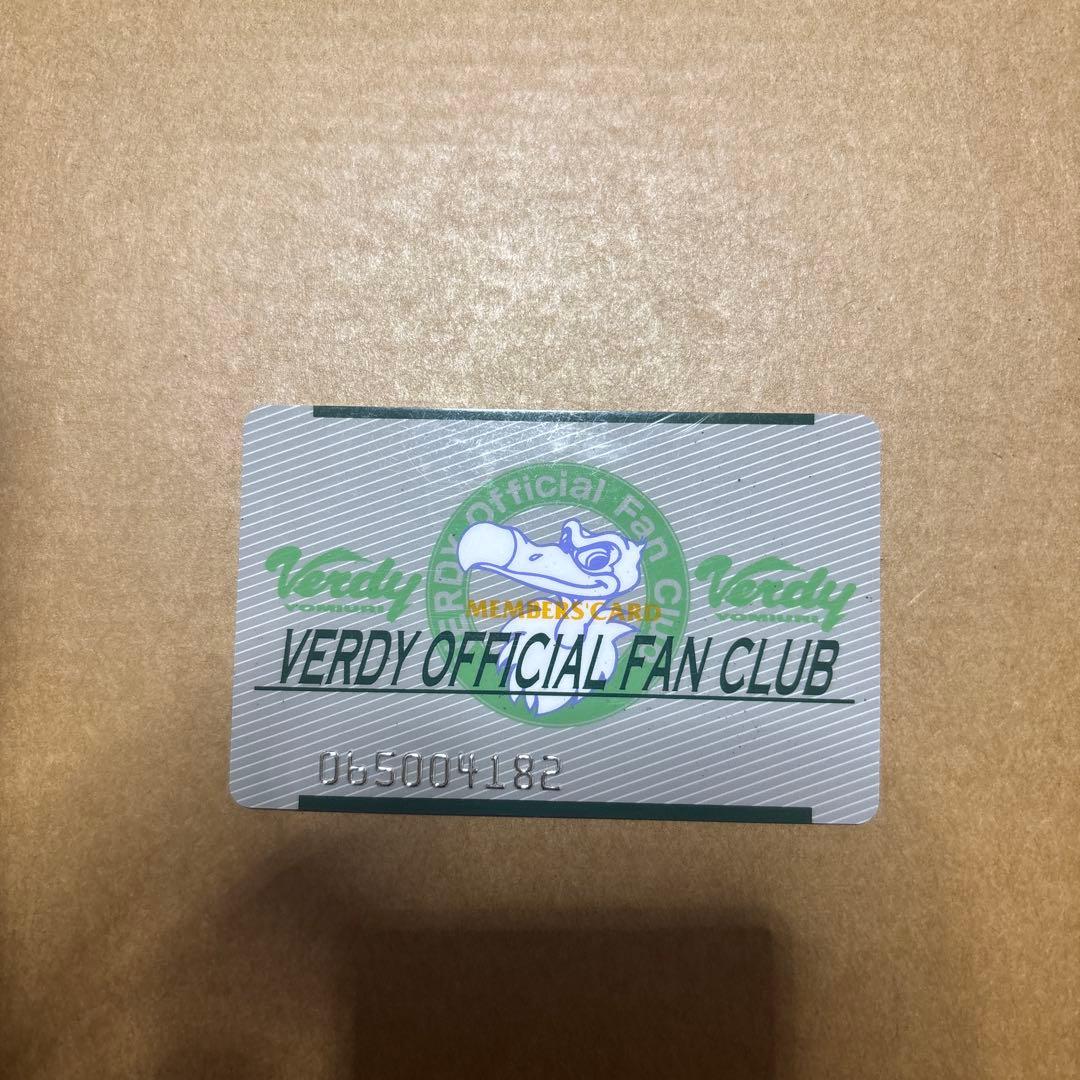 VERDY Official Fan Club
Verdy
YOMIURI
Verdy
YOMIURI
MEMBERS' CARD
VERDY OFFICIAL FAN CLUB
065004182